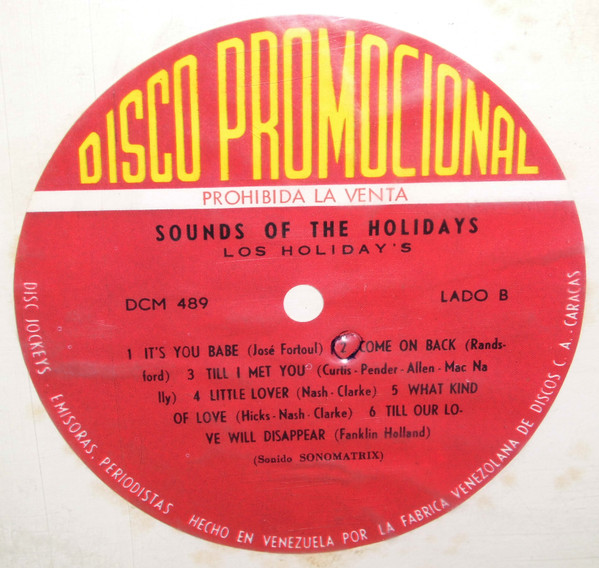 DISCO PROMOCIONAL
PROHIBIDA LA VENTA
SOUNDS OF THE HOLIDAYS
LOS HOLIDAY'S
DCM 489
LADO B
1 IT'S YOU BABE (José Fortoul) 2 COME ON BACK (Rands-
ford) 3 TILL I MET YOU (Curtis-Pender-Allen-Mac Na
lly) 4 LITTLE LOVER (Nash-Clarke) 5 WHAT KIND
OF LOVE (Hicks-Nash-Clarke) 6 TILL OUR LO-
VE WILL DISAPPEAR (Fanklin Holland)
(Sonido SONOMATRIX)
DISC JOCKEYS - EMISORAS, PERIODISTAS HECHO EN VENEZUELA POR LA FABRICA VENEZOLANA DE DISCOS C. A. - CARACAS